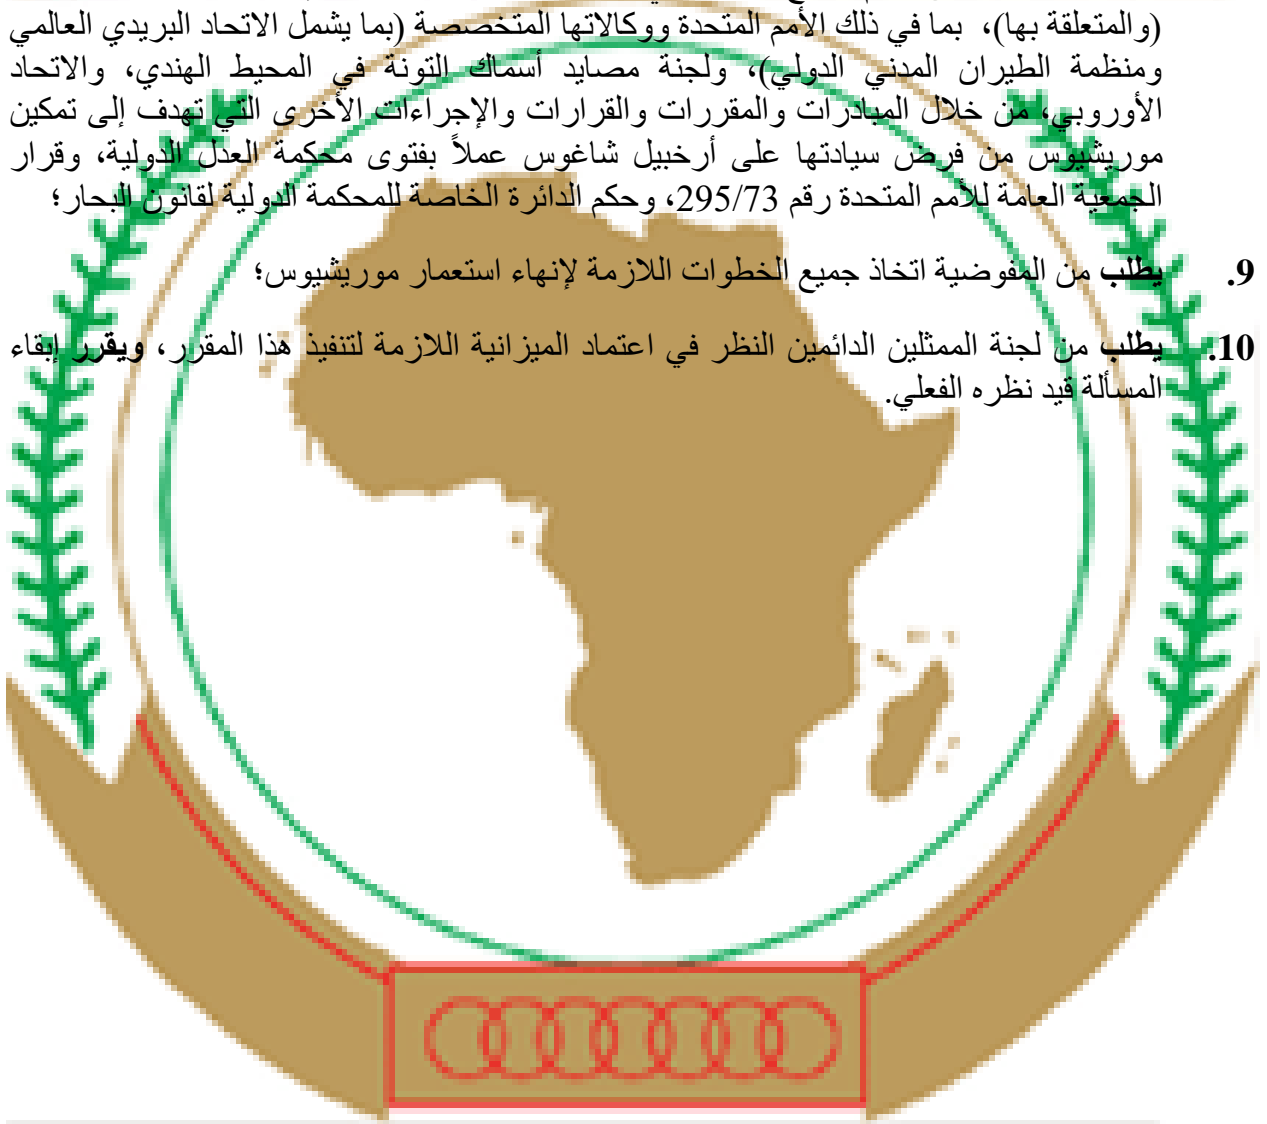 (والمتعلقة بها)، بما في ذلك الأمم المتحدة ووكالاتها المتخصصة (بما يشمل الاتحاد البريدي العالمي
ومنظمة الطيران المدني الدولي)، ولجنة مصايد أسماك التونة في المحيط الهندي، والاتحاد
الأوروبي، من خلال المبادرات والمقررات والقرارات والإجراءات الأخرى التي تهدف إلى تمكين
موريشيوس من فرض سيادتها على أرخبيل شاغوس عملاً بفتوى محكمة العدل الدولية، وقرار
الجمعية العامة للأمم المتحدة رقم 295/73، وحكم الدائرة الخاصة للمحكمة الدولية لقانون البحار؛
9. يطلب من المفوضية اتخاذ جميع الخطوات اللازمة لإنهاء استعمار موريشيوس؛
10. يطلب من لجنة الممثلين الدائمين النظر في اعتماد الميزانية اللازمة لتنفيذ هذا المقرر، ويقرر إبقاء
المسألة قيد نظره الفعلي.